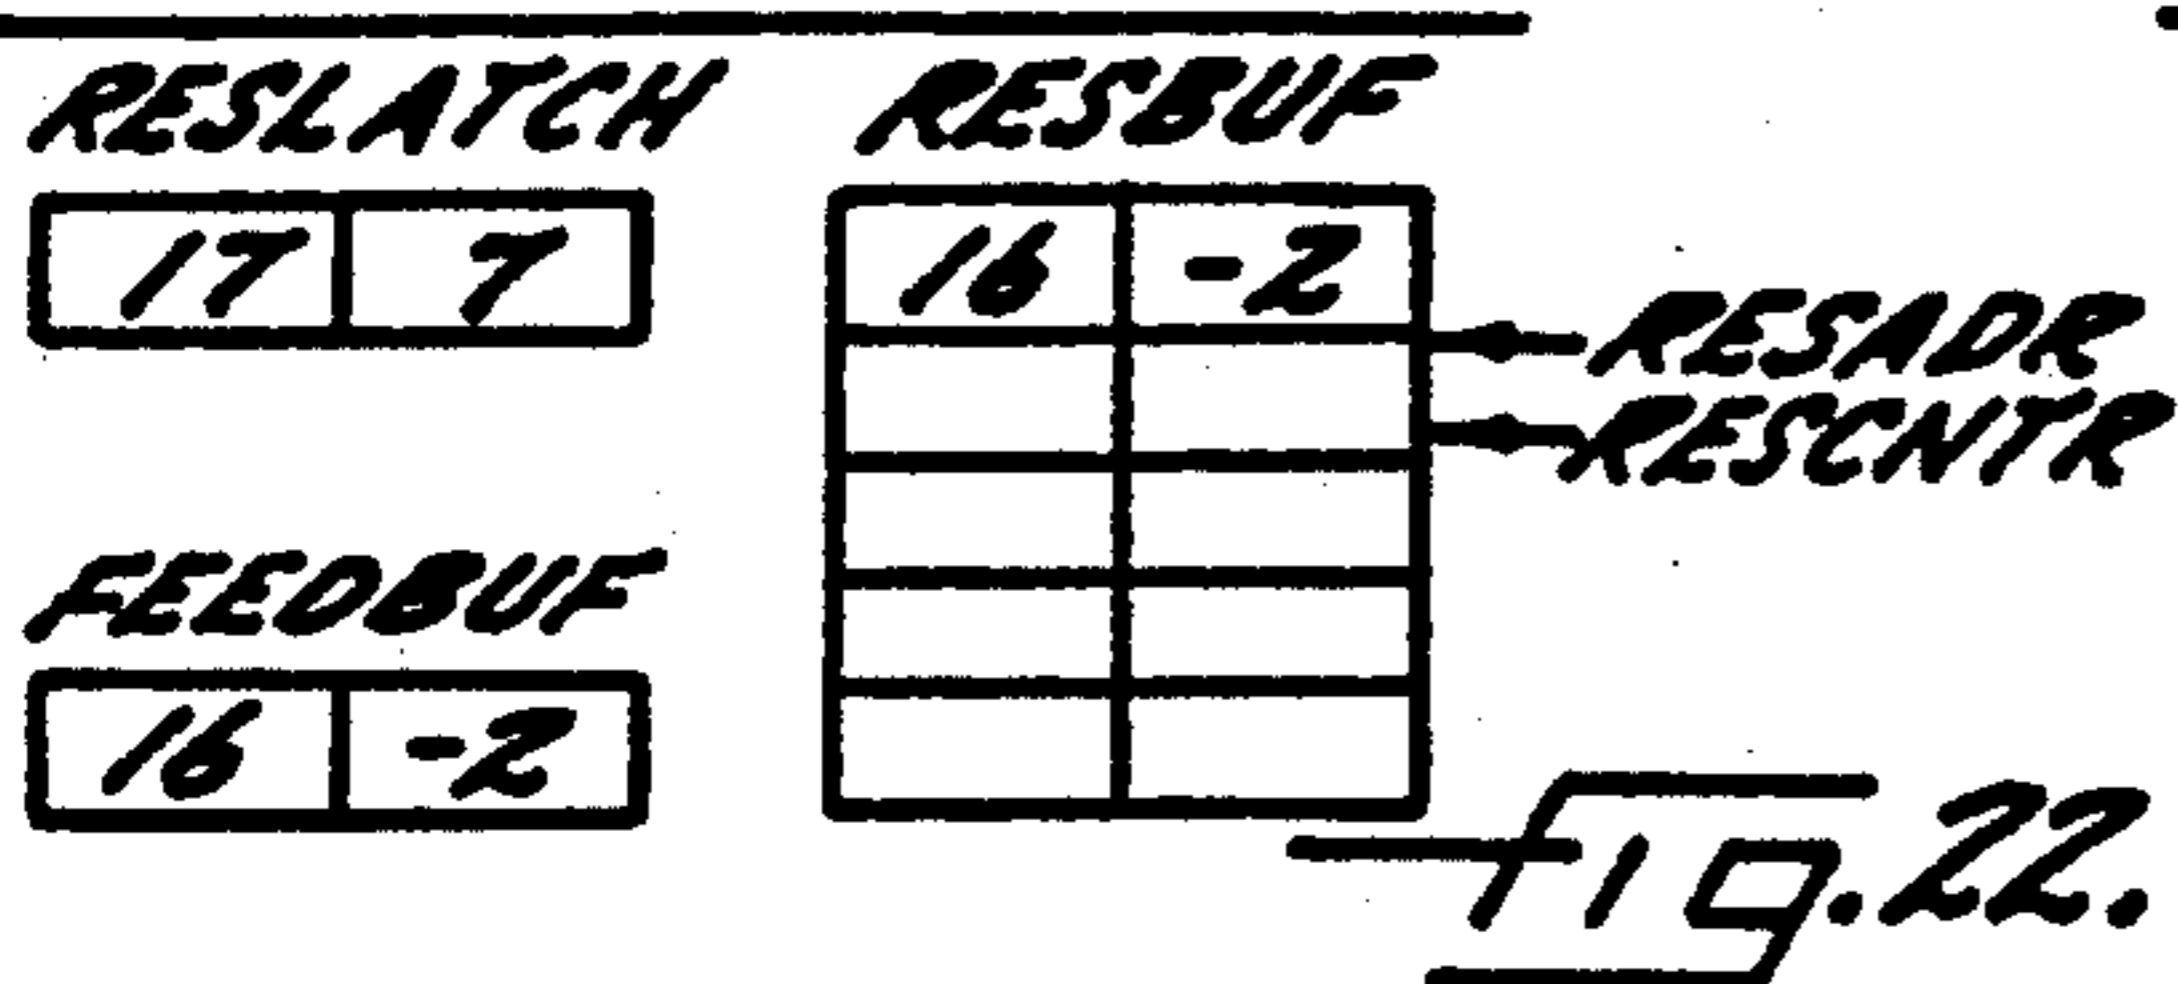 RESLATCH RESBUF
17 7
16 -2
RESADR
RESCNTR
FEEDBUF
16 -2
Fig. 22.